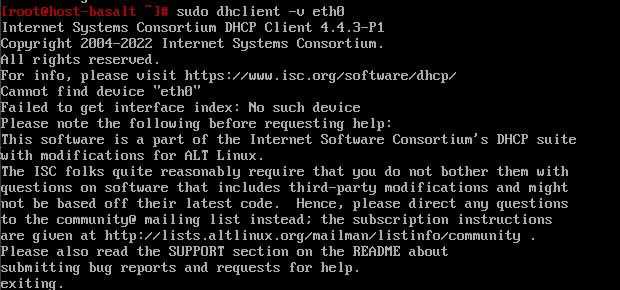 [root@host-basalt ~]# sudo dhclient -v eth0
Internet Systems Consortium DHCP Client 4.4.3-P1
Copyright 2004-2022 Internet Systems Consortium.
All rights reserved.
For info, please visit https://www.isc.org/software/dhcp/
Cannot find device "eth0"
Failed to get interface index: No such device
Please note the following before requesting help:
This software is a part of the Internet Software Consortium's DHCP suite
with modifications for ALT Linux.
The ISC folks quite reasonably require that you do not bother them with
questions on software that includes third-party modifications and might
not be based off their latest code.  Hence, please direct any questions
to the community@ mailing list instead; the subscription instructions
are given at http://lists.altlinux.org/mailman/listinfo/community .
Please also read the SUPPORT section on the README about
submitting bug reports and requests for help.
exiting.